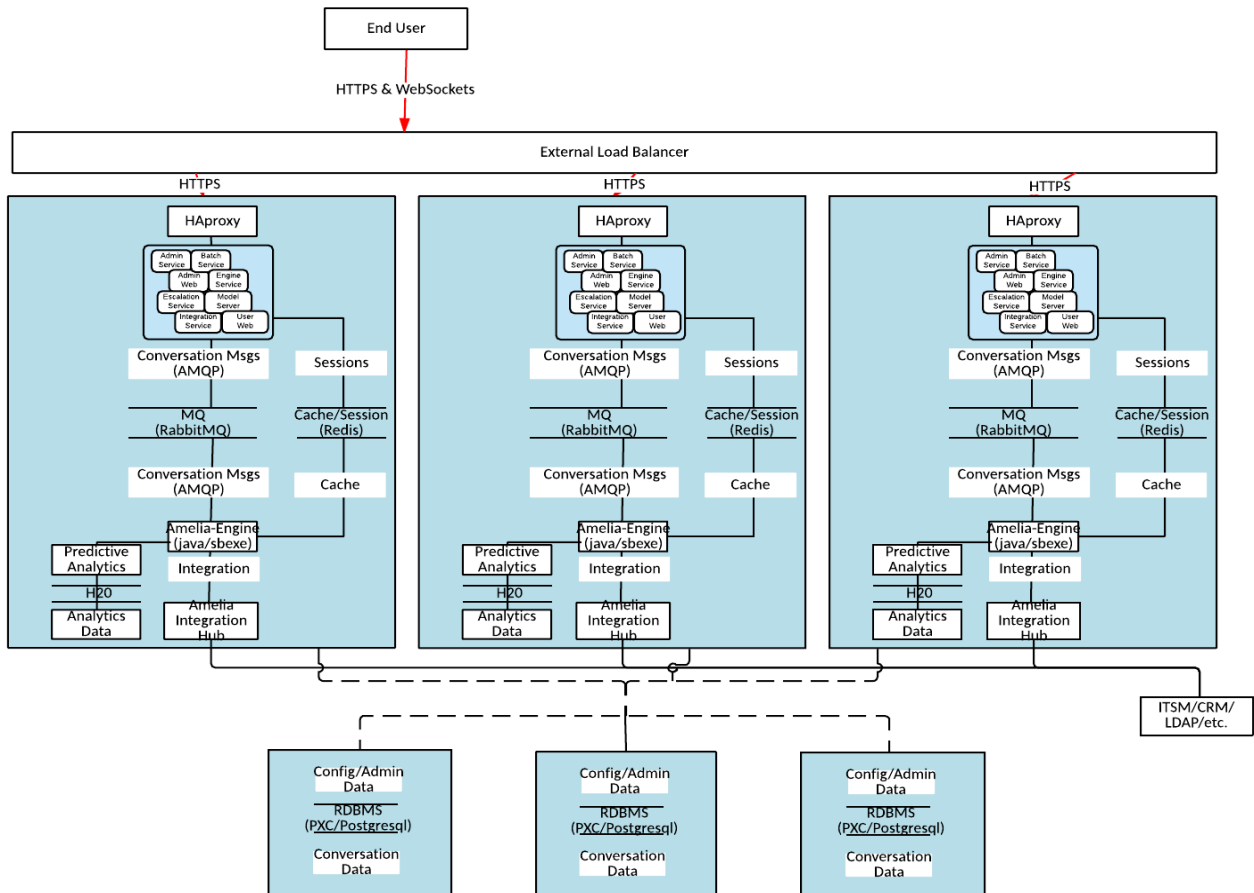 End User
HTTPS & WebSockets
External Load Balancer
HTTPS
HAproxy
Admin
Service
Batch
Service
Admin
Web
Engine
Service
Escalation
Service
Model
Server
Integration
Service
User
Web
Conversation Msgs
(AMQP)
Sessions
MQ
(RabbitMQ)
Cache/Session
(Redis)
Conversation Msgs
(AMQP)
Cache
Amelia-Engine
(java/sbexe)
Predictive
Analytics
Integration
H20
Analytics
Data
Amelia
Integration
Hub
HTTPS
HAproxy
Admin
Service
Batch
Service
Admin
Web
Engine
Service
Escalation
Service
Model
Server
Integration
Service
User
Web
Conversation Msgs
(AMQP)
Sessions
MQ
(RabbitMQ)
Cache/Session
(Redis)
Conversation Msgs
(AMQP)
Cache
Amelia-Engine
(java/sbexe)
Predictive
Analytics
Integration
H20
Analytics
Data
Amelia
Integration
Hub
HTTPS
HAproxy
Admin
Service
Batch
Service
Admin
Web
Engine
Service
Escalation
Service
Model
Server
Integration
Service
User
Web
Conversation Msgs
(AMQP)
Sessions
MQ
(RabbitMQ)
Cache/Session
(Redis)
Conversation Msgs
(AMQP)
Cache
Amelia-Engine
(java/sbexe)
Predictive
Analytics
Integration
H20
Analytics
Data
Amelia
Integration
Hub
ITSM/CRM/
LDAP/etc.
Config/Admin
Data
RDBMS
(PXC/Postgresql)
Conversation
Data
Config/Admin
Data
RDBMS
(PXC/Postgresql)
Conversation
Data
Config/Admin
Data
RDBMS
(PXC/Postgresql)
Conversation
Data